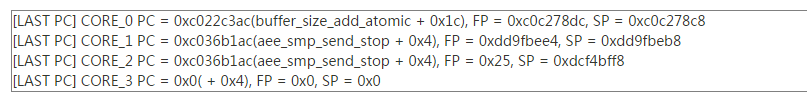 [LAST PC] CORE_0 PC = 0xc022c3ac(buffer_size_add_atomic + 0x1c), FP = 0xc0c278dc, SP = 0xc0c278c8
[LAST PC] CORE_1 PC = 0xc036b1ac(aee_smp_send_stop + 0x4), FP = 0xdd9fbee4, SP = 0xdd9fbeb8
[LAST PC] CORE_2 PC = 0xc036b1ac(aee_smp_send_stop + 0x4), FP = 0x25, SP = 0xdcf4bff8
[LAST PC] CORE_3 PC = 0x0( + 0x4), FP = 0x0, SP = 0x0